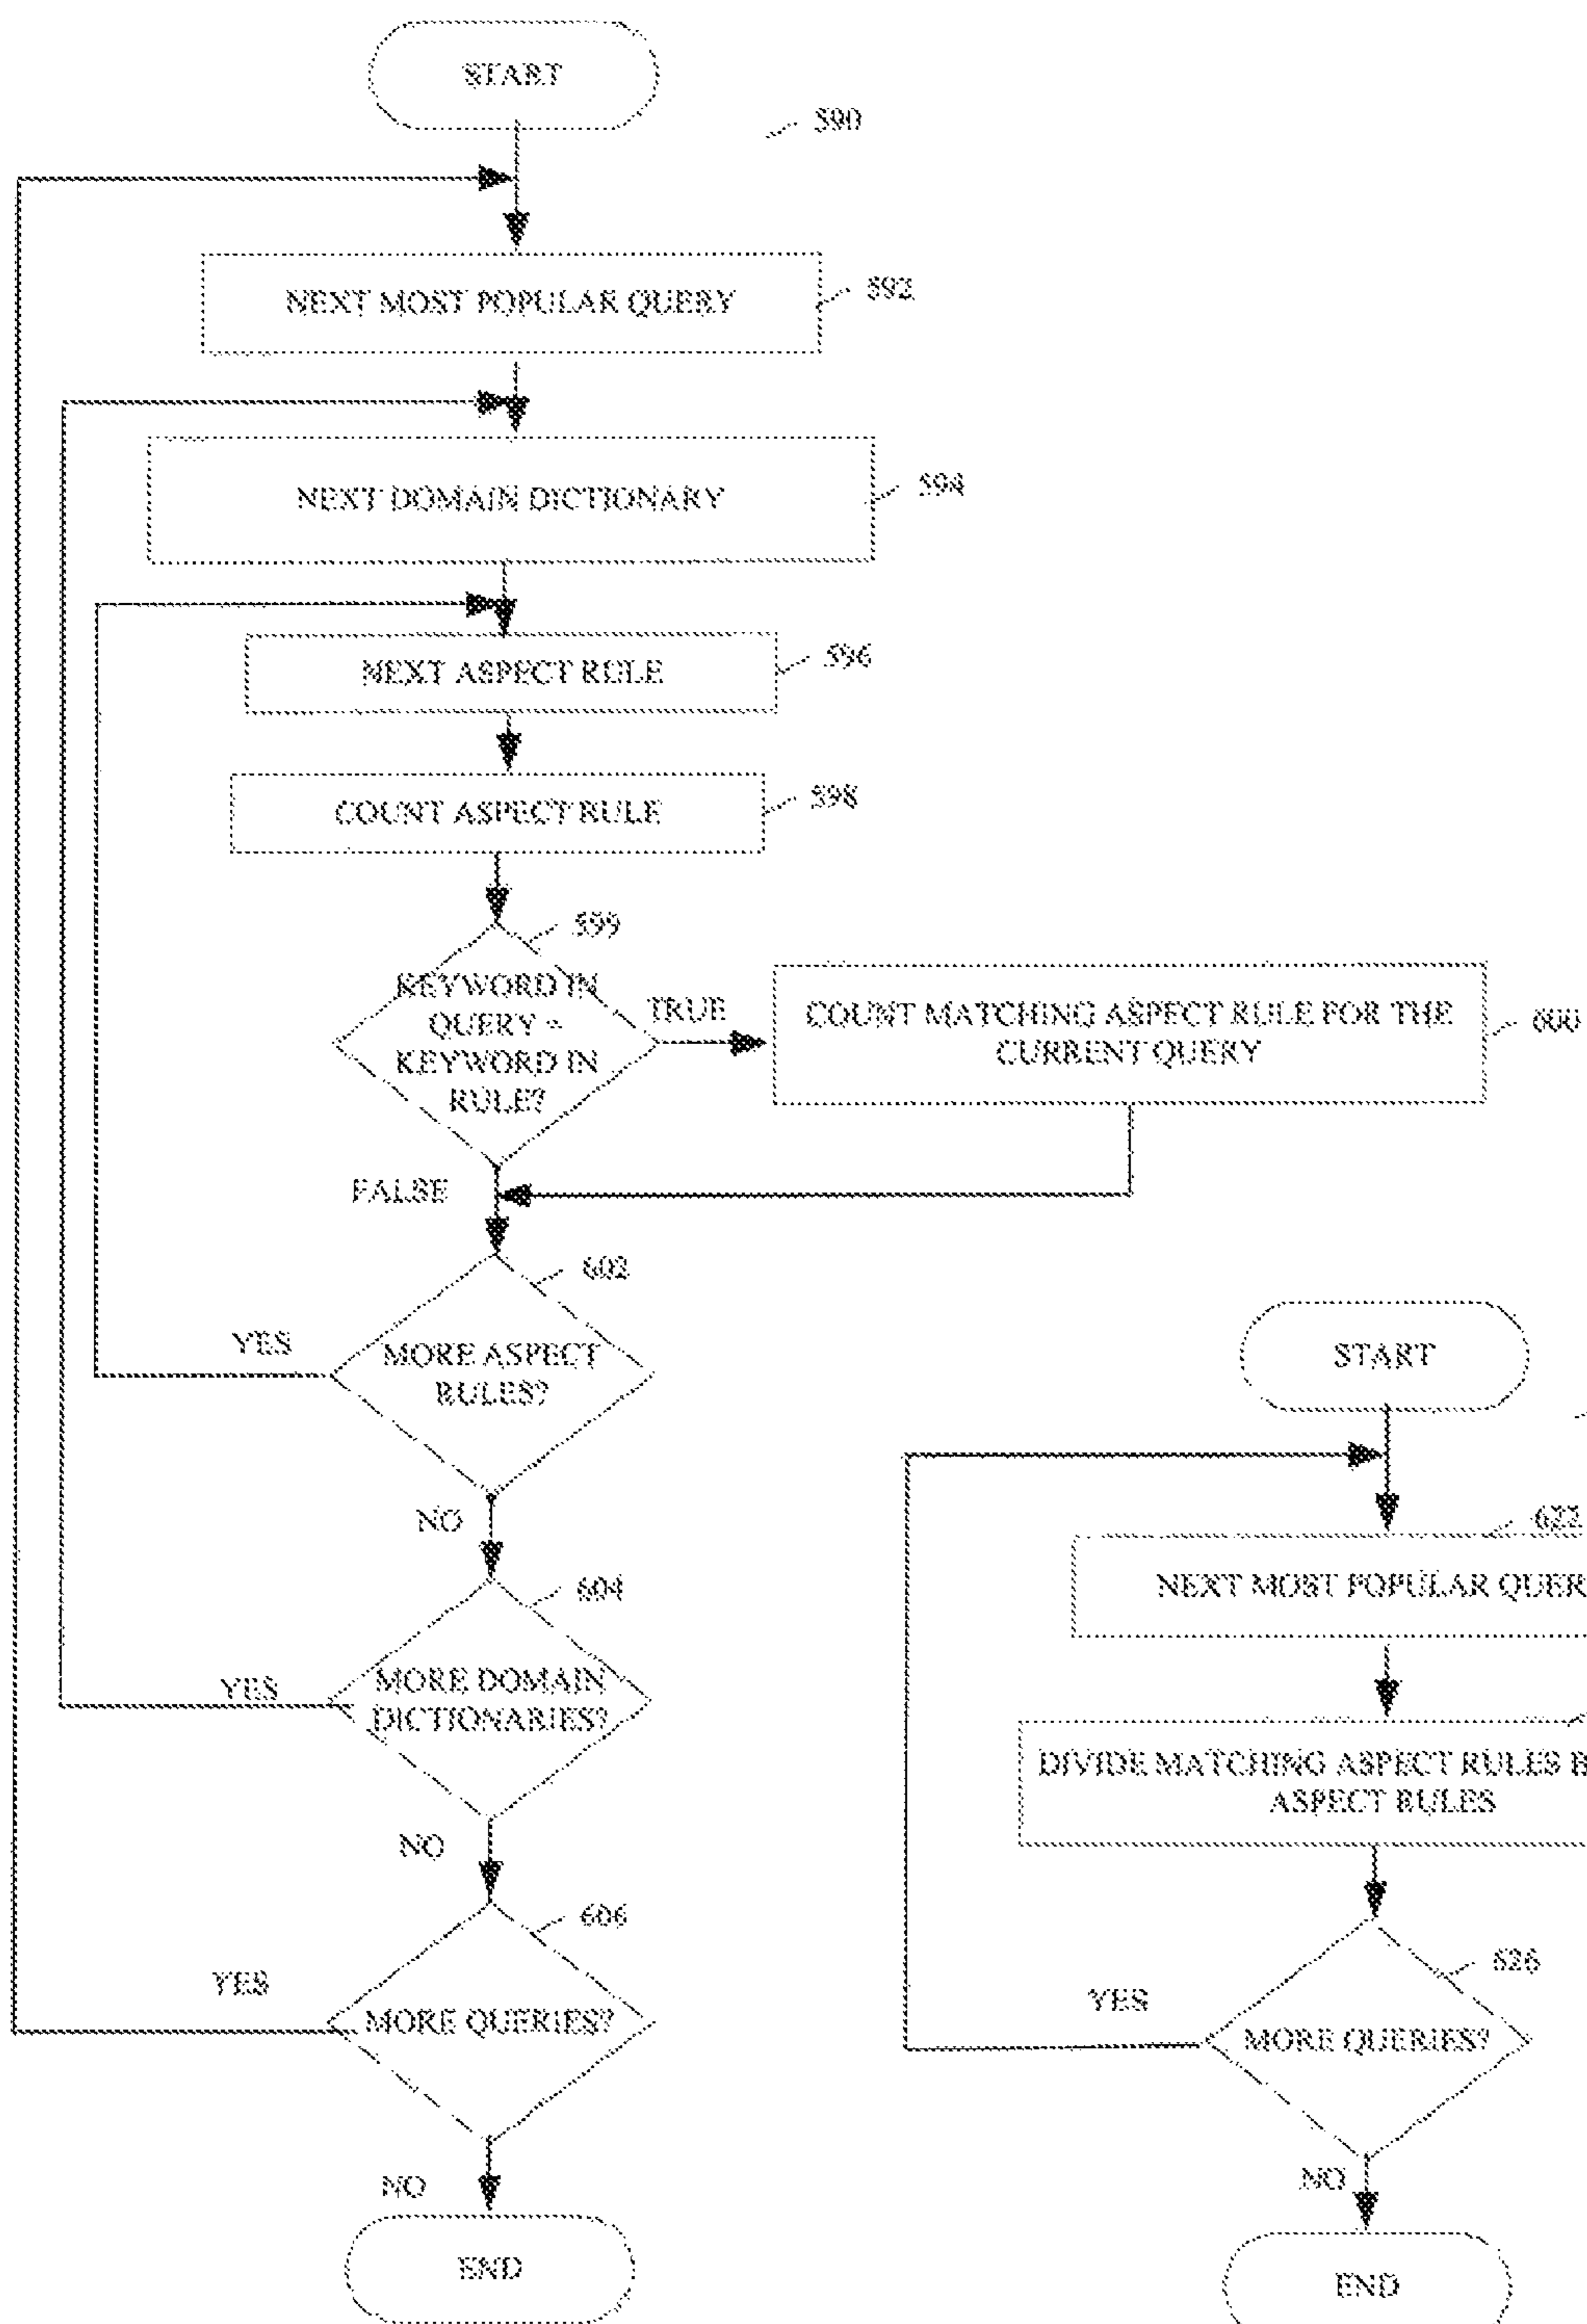 START
590
NEXT MOST POPULAR QUERY
592
NEXT DOMAIN DICTIONARY
594
NEXT ASPECT RULE
596
COUNT ASPECT RULE
598
599
KEYWORD IN
QUERY =
KEYWORD IN
RULE?
TRUE
COUNT MATCHING ASPECT RULE FOR THE
CURRENT QUERY
600
FALSE
602
MORE ASPECT
RULES?
YES
NO
604
MORE DOMAIN
DICTIONARIES?
YES
NO
606
MORE QUERIES?
YES
NO
END
START
622
NEXT MOST POPULAR QUER
DIVIDE MATCHING ASPECT RULES B
ASPECT RULES
626
MORE QUERIES?
YES
NO
END